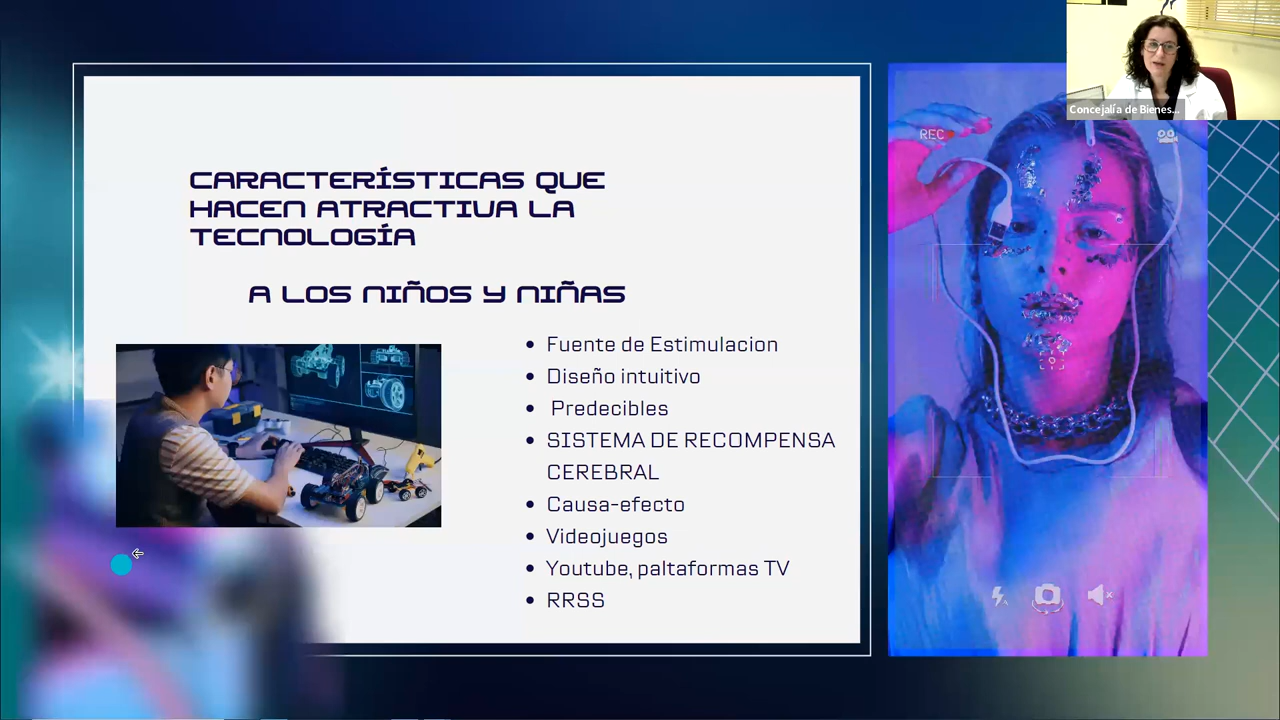 Concejalía de Bienes...
REC
CARACTERÍSTICAS QUE
HACEN ATRACTIVA LA
TECNOLOGÍA
A LOS NIÑOS Y NIÑAS
• Fuente de Estimulacion
• Diseño intuitivo
• Predecibles
• SISTEMA DE RECOMPENSA
CEREBRAL
• Causa-efecto
• Videojuegos
• Youtube, paltaformas TV
• RRSS